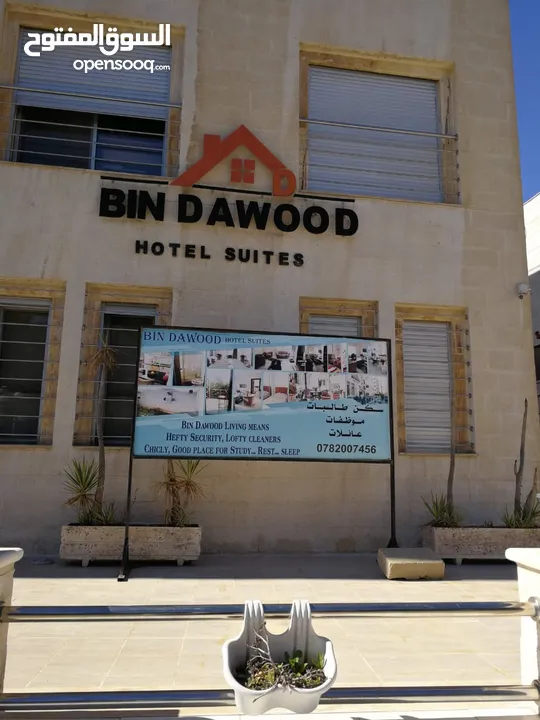 السوق المفتوح
opensooq.com
BIN DAWOOD
HOTEL SUITES
BIN DAWOOD HOTEL SUITES
BIN DAWOOD LIVING MEANS
HEFTY SECURITY, LOFTY CLEANERS
CHICLY, GOOD PLACE FOR STUDY... REST... SLEEP
سكن طالبات
موظفات
عائلات
0782007456